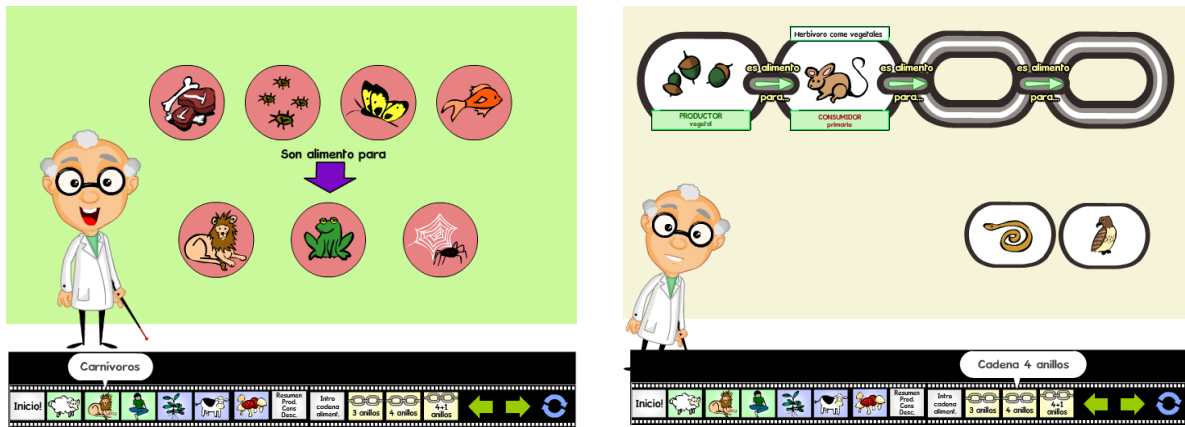 Son alimento para
Carnívoros
Inicio!
Resumen
Prod.
Cons
Desc.
Intro
cadena
aliment.
3 anillos
4 anillos
4+1
anillos
Herbívoro come vegetales
es alimento
para...
es alimento
para...
es alimento
para...
PRODUCTOR
vegetal
CONSUMIDOR
primario
Cadena 4 anillos
Inicio!
Resumen
Prod.
Cons
Desc.
Intro
cadena
aliment.
3 anillos
4 anillos
4+1
anillos